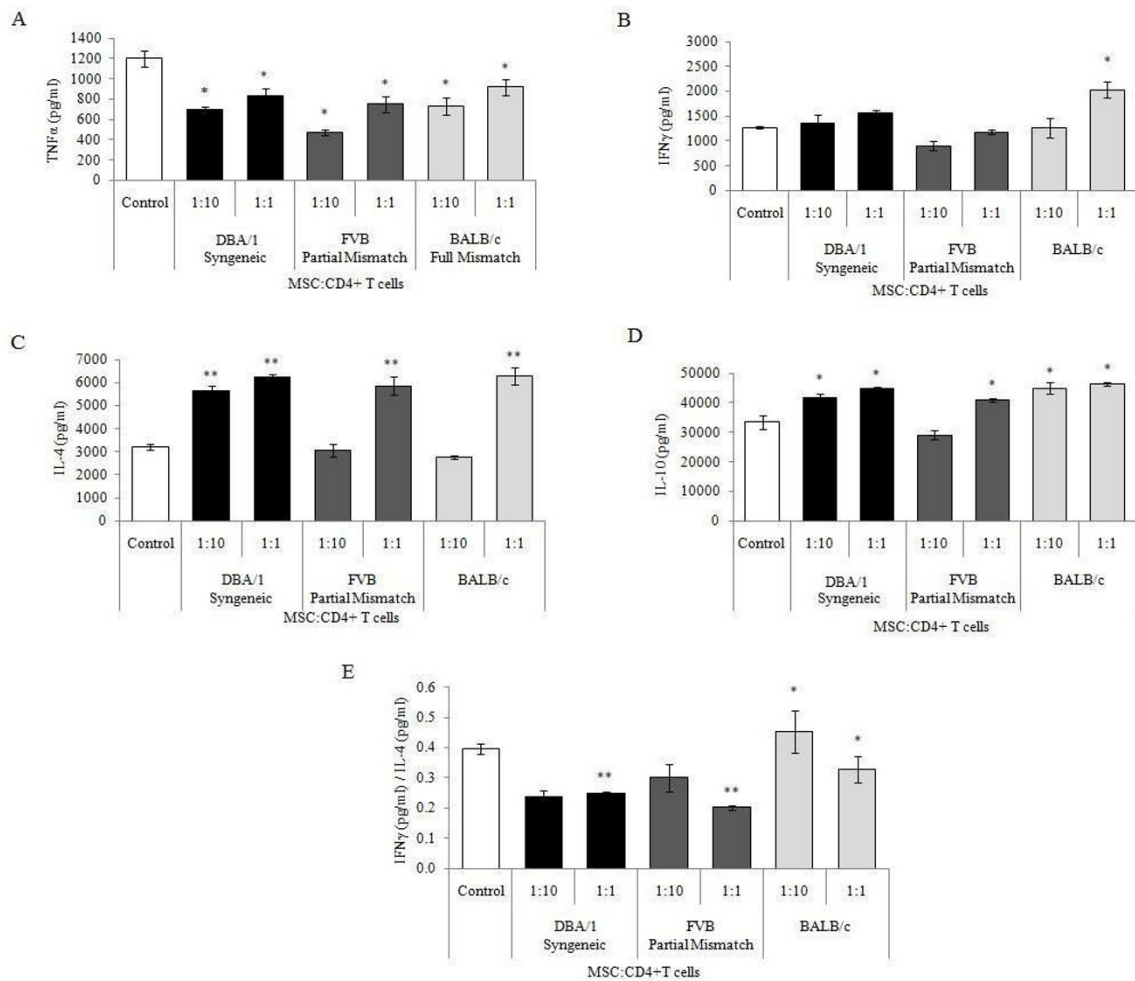 A
TNFα (pg/ml)
1400
1200
1000
800
600
400
200
0
* * * * * *
Control 1:10 1:1 1:10 1:1 1:10 1:1
DBA/1 FVB BALB/c
Syngeneic Partial Mismatch Full Mismatch
MSC:CD4+ T cells
B
IFNγ (pg/ml)
3000
2500
2000
1500
1000
500
0
*
Control 1:10 1:1 1:10 1:1 1:10 1:1
DBA/1 FVB BALB/c
Syngeneic Partial Mismatch
MSC:CD4+ T cells
C
IL-4 (pg/ml)
7000
6000
5000
4000
3000
2000
1000
0
** ** ** **
Control 1:10 1:1 1:10 1:1 1:10 1:1
DBA/1 FVB BALB/c
Syngeneic Partial Mismatch
MSC:CD4+ T cells
D
IL-10 (pg/ml)
50000
40000
30000
20000
10000
0
* * * * *
Control 1:10 1:1 1:10 1:1 1:10 1:1
DBA/1 FVB BALB/c
Syngeneic Partial Mismatch
MSC:CD4+ T cells
E
IFNγ (pg/ml) / IL-4 (pg/ml)
0.6
0.5
0.4
0.3
0.2
0.1
0.0
** ** * *
Control 1:10 1:1 1:10 1:1 1:10 1:1
DBA/1 FVB BALB/c
Syngeneic Partial Mismatch
MSC:CD4+T cells